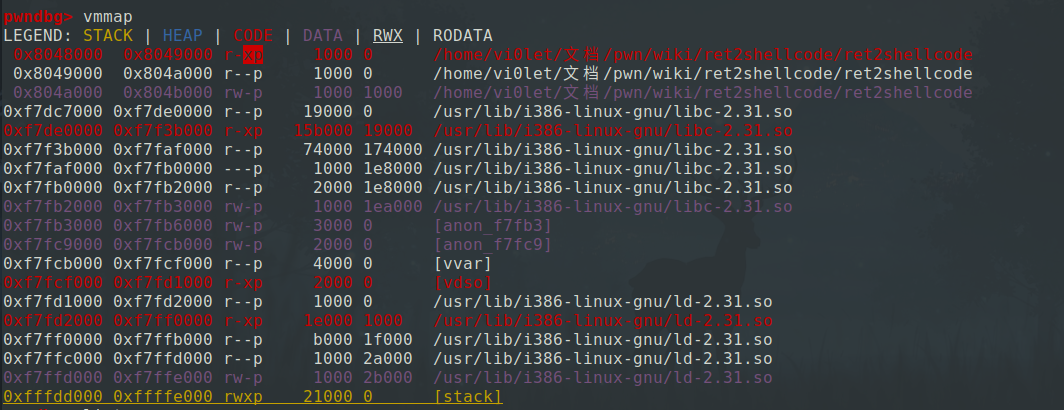 pwndbg> vmmap
LEGEND: STACK | HEAP | CODE | DATA | RWX | RODATA
0x8048000 0x8049000 r-xp 1000 0 /home/vi0let/文档/pwn/wiki/ret2shellcode/ret2shellcode
0x8049000 0x804a000 r--p 1000 0 /home/vi0let/文档/pwn/wiki/ret2shellcode/ret2shellcode
0x804a000 0x804b000 rw-p 1000 1000 /home/vi0let/文档/pwn/wiki/ret2shellcode/ret2shellcode
0xf7dc7000 0xf7de0000 r--p 19000 0 /usr/lib/i386-linux-gnu/libc-2.31.so
0xf7de0000 0xf7f3b000 r-xp 15b000 19000 /usr/lib/i386-linux-gnu/libc-2.31.so
0xf7f3b000 0xf7faf000 r--p 74000 174000 /usr/lib/i386-linux-gnu/libc-2.31.so
0xf7faf000 0xf7fb0000 ---p 1000 1e8000 /usr/lib/i386-linux-gnu/libc-2.31.so
0xf7fb0000 0xf7fb2000 r--p 2000 1e8000 /usr/lib/i386-linux-gnu/libc-2.31.so
0xf7fb2000 0xf7fb3000 rw-p 1000 1ea000 /usr/lib/i386-linux-gnu/libc-2.31.so
0xf7fb3000 0xf7fb6000 rw-p 3000 0 [anon_f7fb3]
0xf7fc9000 0xf7fcb000 rw-p 2000 0 [anon_f7fc9]
0xf7fcb000 0xf7fcf000 r--p 4000 0 [vvar]
0xf7fcf000 0xf7fd1000 r-xp 2000 0 [vdso]
0xf7fd1000 0xf7fd2000 r--p 1000 0 /usr/lib/i386-linux-gnu/ld-2.31.so
0xf7fd2000 0xf7ff0000 r-xp 1e000 1000 /usr/lib/i386-linux-gnu/ld-2.31.so
0xf7ff0000 0xf7ffb000 r--p b000 1f000 /usr/lib/i386-linux-gnu/ld-2.31.so
0xf7ffc000 0xf7ffd000 r--p 1000 2a000 /usr/lib/i386-linux-gnu/ld-2.31.so
0xf7ffd000 0xf7ffe000 rw-p 1000 2b000 /usr/lib/i386-linux-gnu/ld-2.31.so
0xfffdd000 0xffffe000 rwxp 21000 0 [stack]